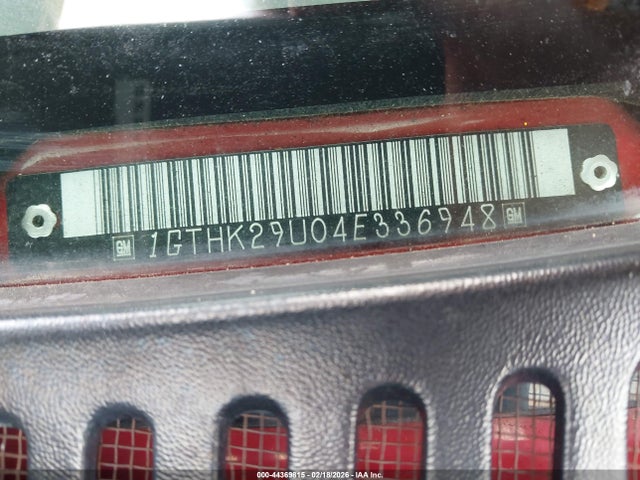 GM 1GTHK29U04E336948 GM
000-44369815 - 02/18/2026 - IAA Inc.